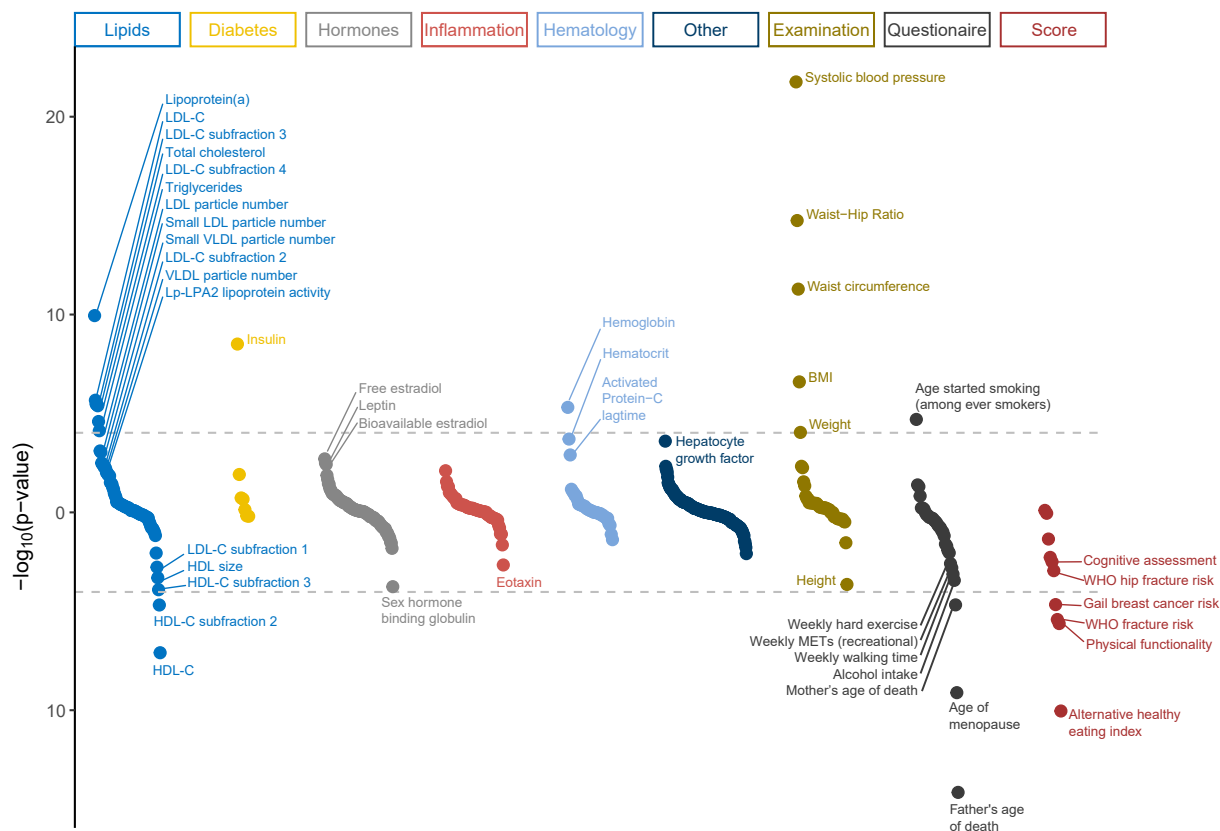 Lipids
Diabetes
Hormones
Inflammation
Hematology
Other
Examination
Questionaire
Score
−log10(p−value)
20
10
0
10
Lipoprotein(a)
LDL-C
LDL-C subfraction 3
Total cholesterol
LDL-C subfraction 4
Triglycerides
LDL particle number
Small LDL particle number
Small VLDL particle number
LDL-C subfraction 2
VLDL particle number
Lp-LPA2 lipoprotein activity
LDL-C subfraction 1
HDL size
HDL-C subfraction 3
HDL-C subfraction 2
HDL-C
Insulin
Free estradiol
Leptin
Bioavailable estradiol
Sex hormone
binding globulin
Eotaxin
Hemoglobin
Hematocrit
Activated
Protein−C
lagtime
Hepatocyte
growth factor
Systolic blood pressure
Waist−Hip Ratio
Waist circumference
BMI
Weight
Height
Age started smoking
(among ever smokers)
Weekly hard exercise
Weekly METs (recreational)
Weekly walking time
Alcohol intake
Mother's age of death
Age of
menopause
Father's age
of death
Cognitive assessment
WHO hip fracture risk
Gail breast cancer risk
WHO fracture risk
Physical functionality
Alternative healthy
eating index